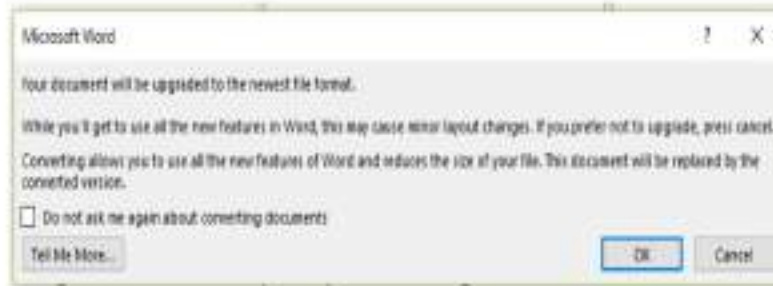 Microsoft Word
? X
Your document will be upgraded to the newest file format.
While you'll get to use all the new features in Word, this may cause minor layout changes. If you prefer not to upgrade, press cancel.
Converting allows you to use all the new features of Word and reduces the size of your file. This document will be replaced by the
converted version.
Do not ask me again about converting documents
Tell Me More... OK Cancel